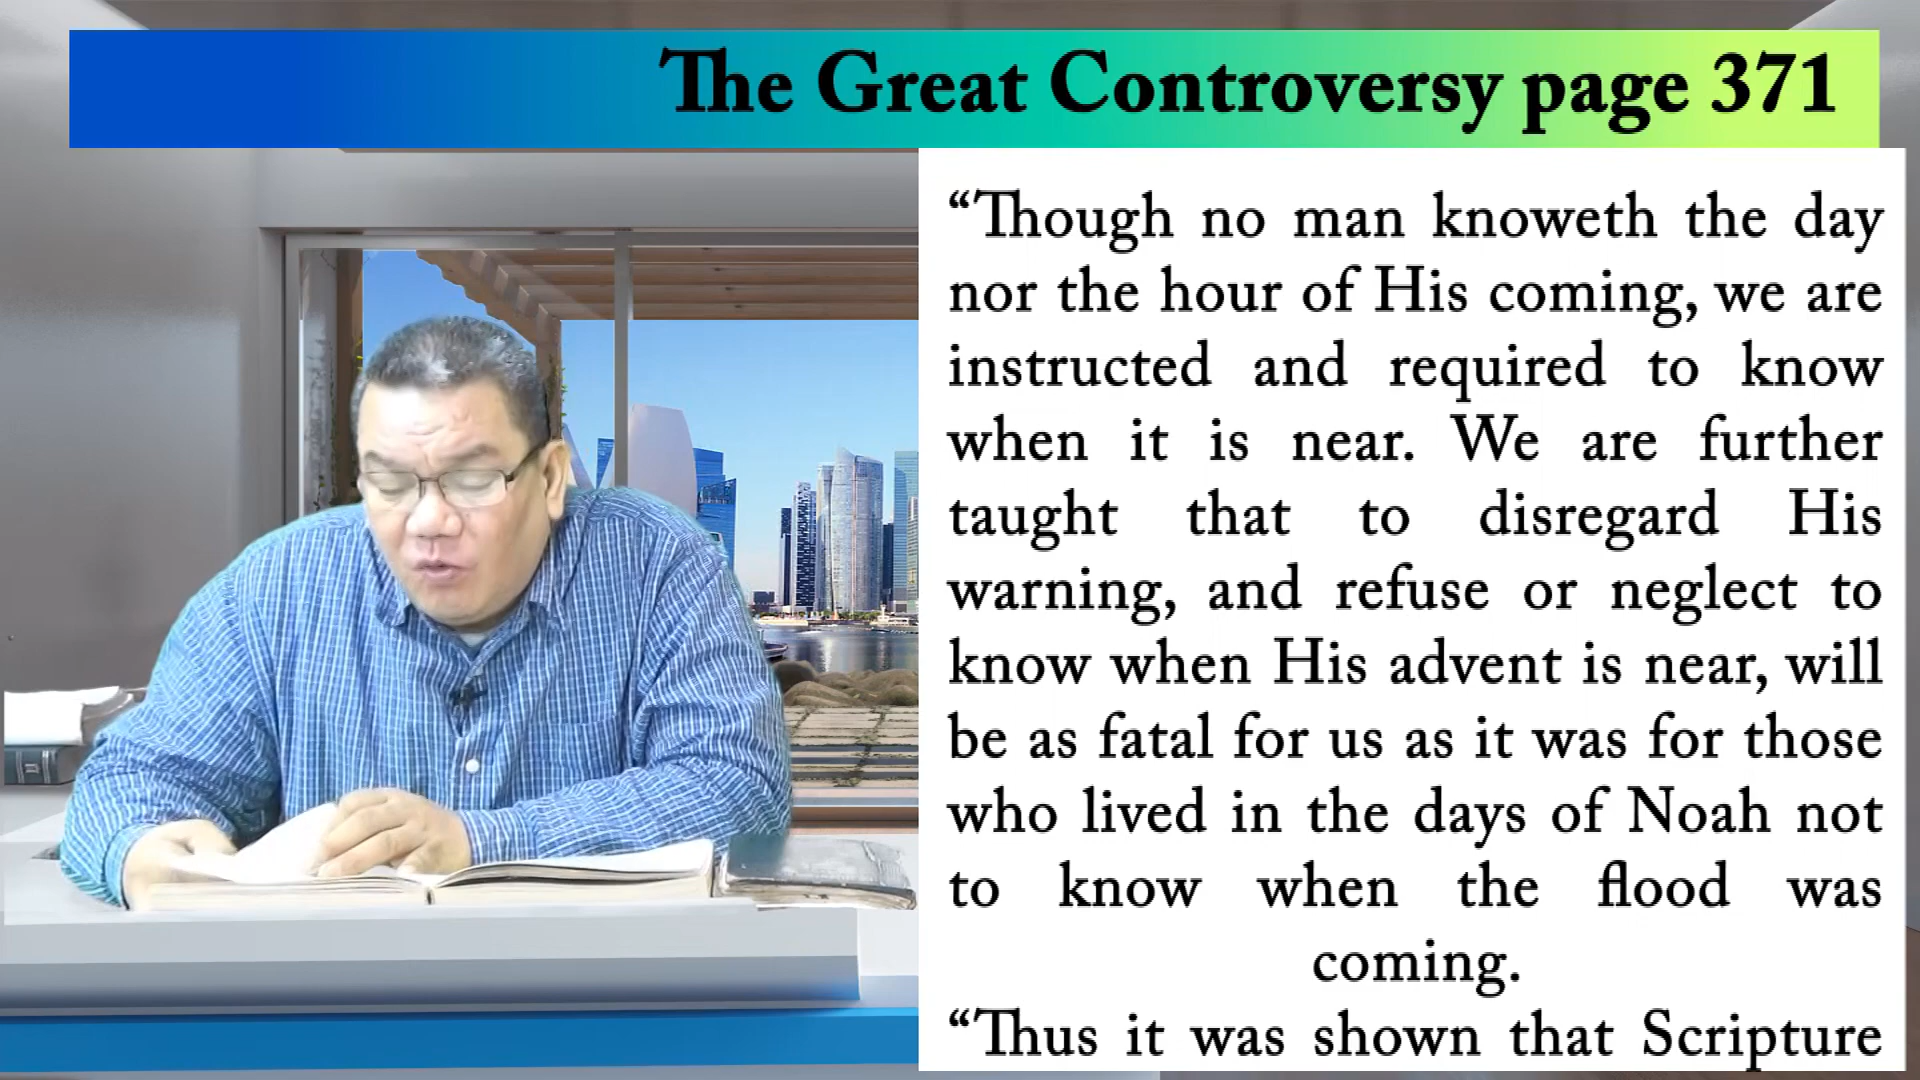 The Great Controversy page 371
“Though no man knoweth the day
nor the hour of His coming, we are
instructed and required to know
when it is near. We are further
taught that to disregard His
warning, and refuse or neglect to
know when His advent is near, will
be as fatal for us as it was for those
who lived in the days of Noah not
to know when the flood was
coming.
“Thus it was shown that Scripture